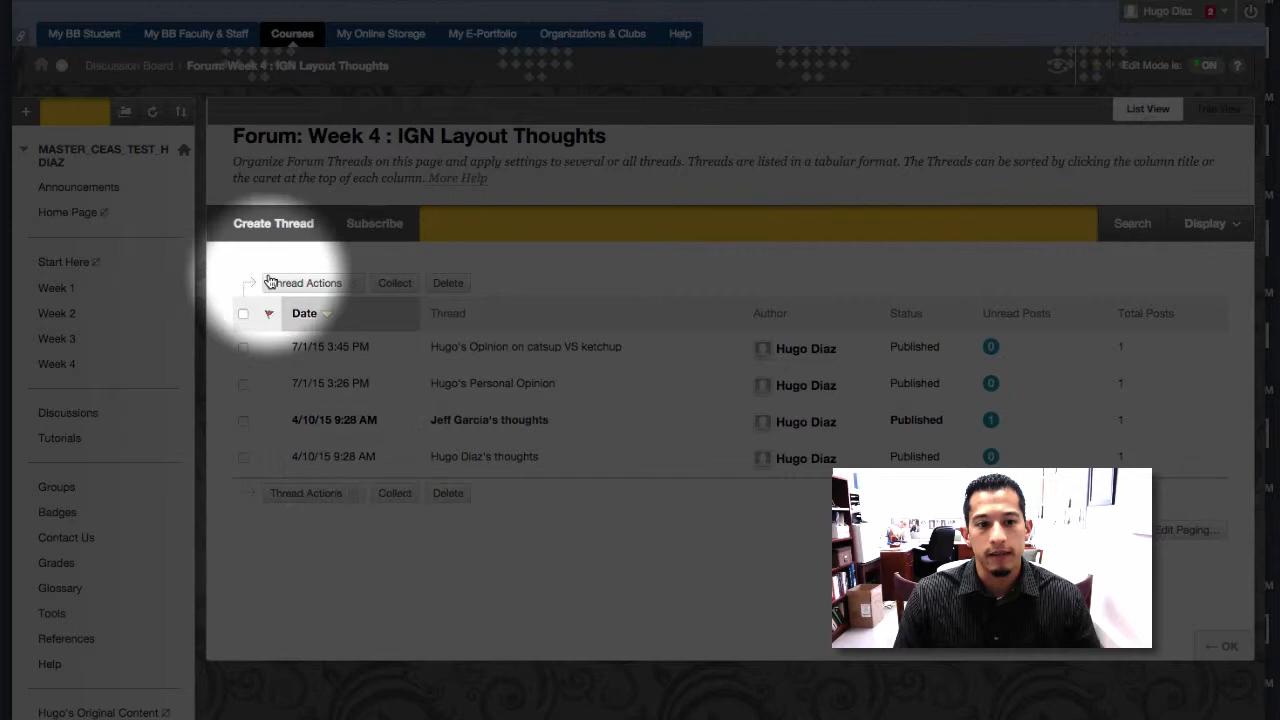 Hugo Diaz 2
My BB Student My BB Faculty & Staff Courses My Online Storage My E-Portfolio Organizations & Clubs Help
Discussion Board Forum: Week 4 : IGN Layout Thoughts Edit Mode is: ON ?
List View Tree View
MASTER_CEAS_TEST_H
DIAZ
Announcements
Home Page
Start Here
Week 1
Week 2
Week 3
Week 4
Discussions
Tutorials
Groups
Badges
Contact Us
Grades
Glossary
Tools
References
Help
Hugo's Original Content
Forum: Week 4 : IGN Layout Thoughts
Organize Forum Threads on this page and apply settings to several or all threads. Threads are listed in a tabular format. The Threads can be sorted by clicking the column title or
the caret at the top of each column. More Help
Create Thread Subscribe Search Display
Thread Actions Collect Delete
Date Thread Author Status Unread Posts Total Posts
7/1/15 3:45 PM Hugo's Opinion on catsup VS ketchup Hugo Diaz Published 0 1
7/1/15 3:26 PM Hugo's Personal Opinion Hugo Diaz Published 0 1
4/10/15 9:28 AM Jeff Garcia's thoughts Hugo Diaz Published 1 1
4/10/15 9:28 AM Hugo Diaz's thoughts Hugo Diaz Published 0 1
Thread Actions Collect Delete
Edit Paging...
← OK